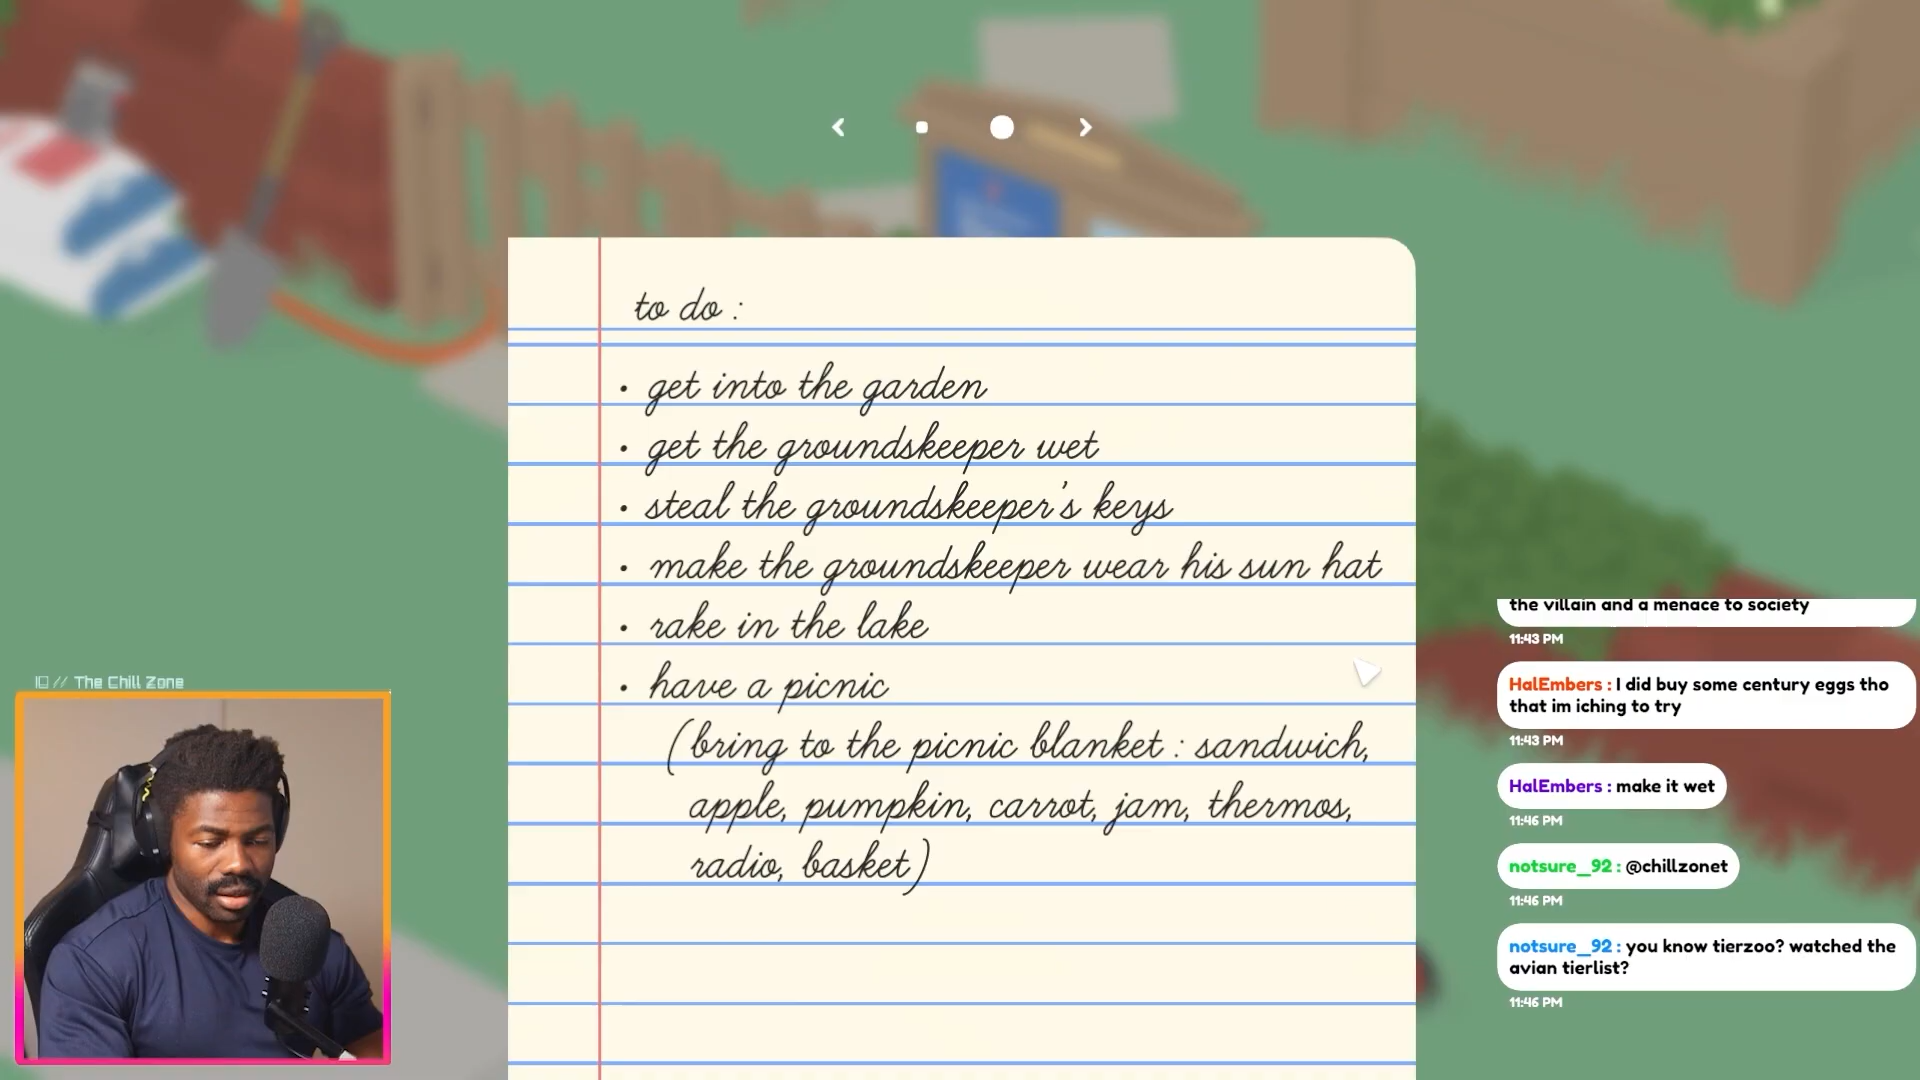 to do :
• get into the garden
• get the groundskeeper wet
• steal the groundskeeper's keys
• make the groundskeeper wear his sun hat
• rake in the lake
• have a picnic
(bring to the picnic blanket : sandwich,
apple, pumpkin, carrot, jam, thermos,
radio, basket)
// The Chill Zone
the villain and a menace to society
11:43 PM
HalEmbers : I did buy some century eggs tho
that im iching to try
11:43 PM
HalEmbers : make it wet
11:46 PM
notsure_92 : @chillzonet
11:46 PM
notsure_92 : you know tierzoo? watched the
avian tierlist?
11:46 PM